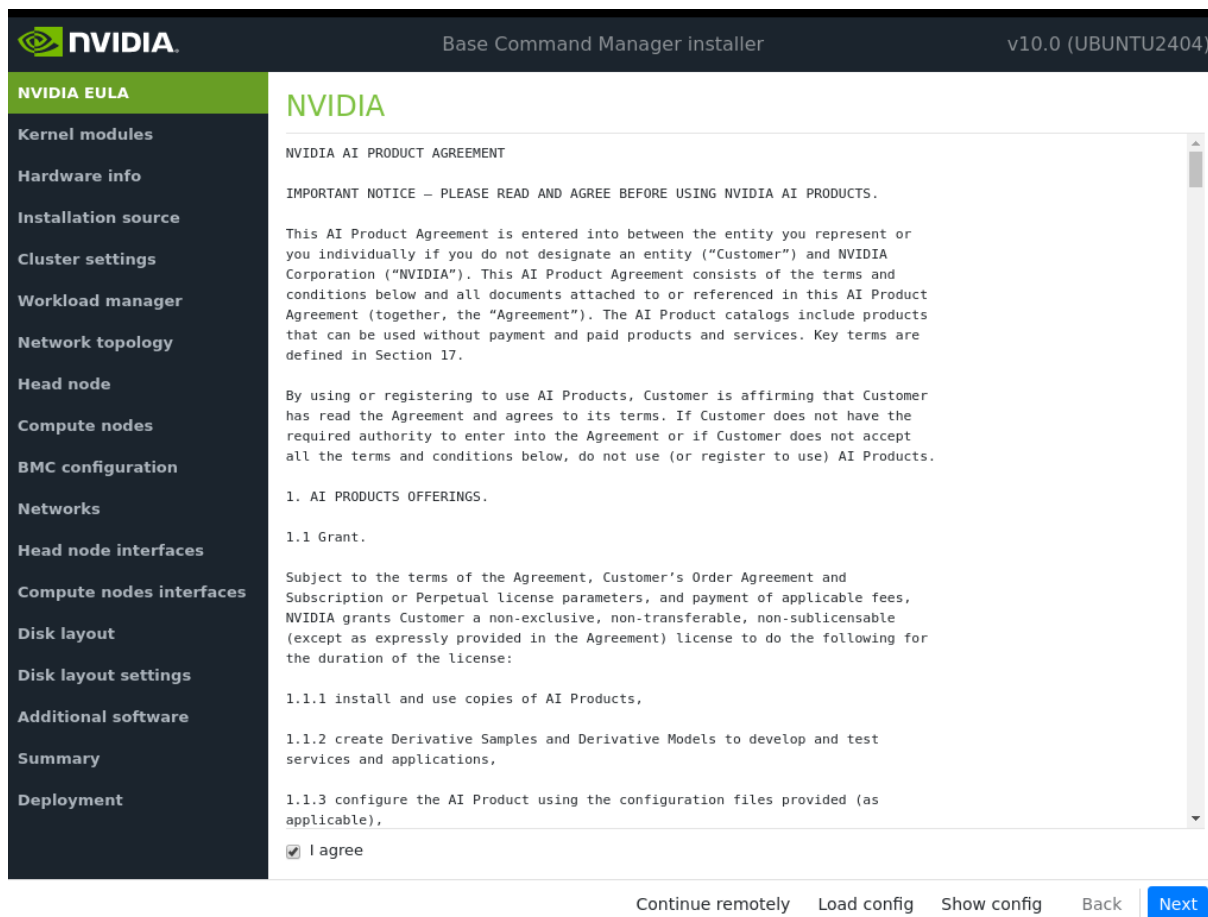 NVIDIA.
Base Command Manager installer
v10.0 (UBUNTU2404)
NVIDIA EULA
Kernel modules
Hardware info
Installation source
Cluster settings
Workload manager
Network topology
Head node
Compute nodes
BMC configuration
Networks
Head node interfaces
Compute nodes interfaces
Disk layout
Disk layout settings
Additional software
Summary
Deployment
NVIDIA
NVIDIA AI PRODUCT AGREEMENT
IMPORTANT NOTICE – PLEASE READ AND AGREE BEFORE USING NVIDIA AI PRODUCTS.
This AI Product Agreement is entered into between the entity you represent or
you individually if you do not designate an entity (“Customer”) and NVIDIA
Corporation (“NVIDIA”). This AI Product Agreement consists of the terms and
conditions below and all documents attached to or referenced in this AI Product
Agreement (together, the “Agreement”). The AI Product catalogs include products
that can be used without payment and paid products and services. Key terms are
defined in Section 17.
By using or registering to use AI Products, Customer is affirming that Customer
has read the Agreement and agrees to its terms. If Customer does not have the
required authority to enter into the Agreement or if Customer does not accept
all the terms and conditions below, do not use (or register to use) AI Products.
1. AI PRODUCTS OFFERINGS.
1.1 Grant.
Subject to the terms of the Agreement, Customer’s Order Agreement and
Subscription or Perpetual license parameters, and payment of applicable fees,
NVIDIA grants Customer a non-exclusive, non-transferable, non-sublicensable
(except as expressly provided in the Agreement) license to do the following for
the duration of the license:
1.1.1 install and use copies of AI Products,
1.1.2 create Derivative Samples and Derivative Models to develop and test
services and applications,
1.1.3 configure the AI Product using the configuration files provided (as
applicable),
I agree
Continue remotely
Load config
Show config
Back
Next